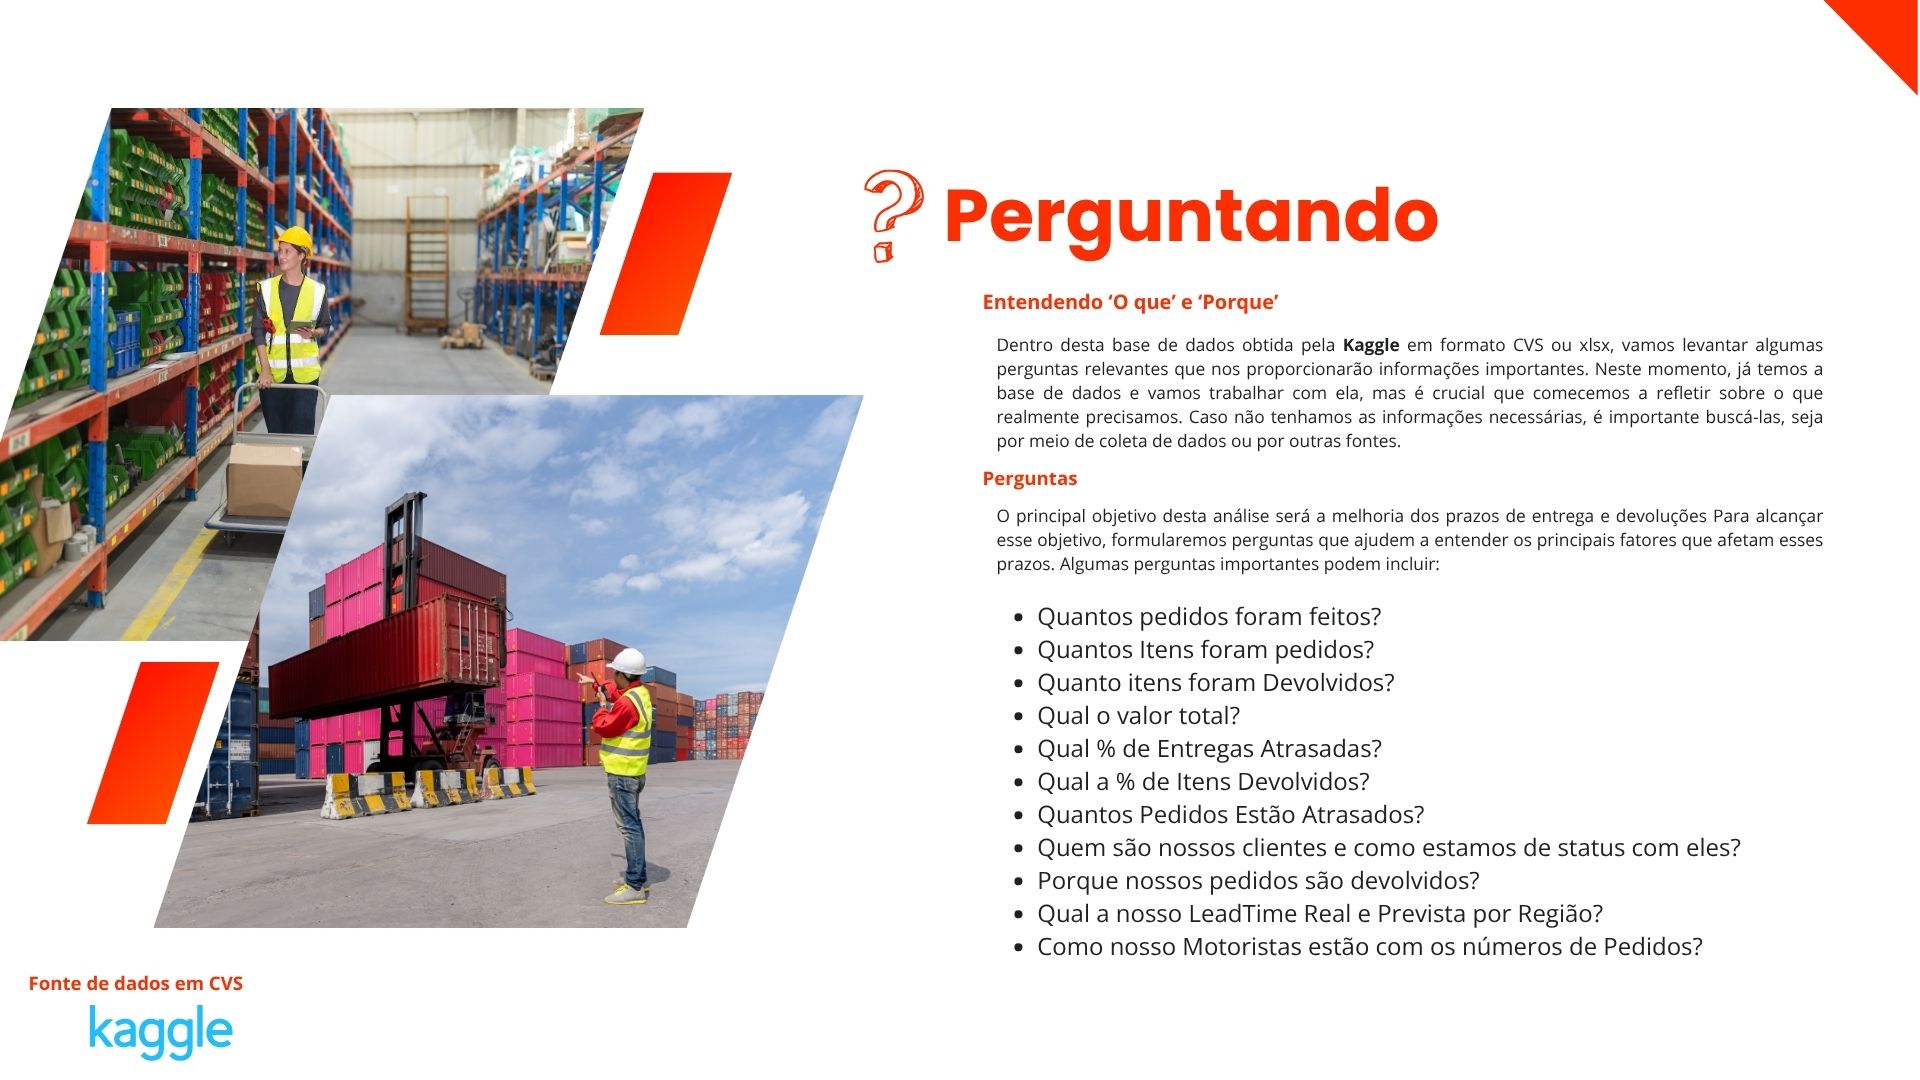 ? Perguntando
Entendendo ‘O que’ e ‘Porque’
Dentro desta base de dados obtida pela Kaggle em formato CVS ou xlsx, vamos levantar algumas
perguntas relevantes que nos proporcionarão informações importantes. Neste momento, já temos a
base de dados e vamos trabalhar com ela, mas é crucial que comecemos a refletir sobre o que
realmente precisamos. Caso não tenhamos as informações necessárias, é importante buscá-las, seja
por meio de coleta de dados ou por outras fontes.
Perguntas
O principal objetivo desta análise será a melhoria dos prazos de entrega e devoluções Para alcançar
esse objetivo, formularemos perguntas que ajudem a entender os principais fatores que afetam esses
prazos. Algumas perguntas importantes podem incluir:
• Quantos pedidos foram feitos?
• Quantos Itens foram pedidos?
• Quanto itens foram Devolvidos?
• Qual o valor total?
• Qual % de Entregas Atrasadas?
• Qual a % de Itens Devolvidos?
• Quantos Pedidos Estão Atrasados?
• Quem são nossos clientes e como estamos de status com eles?
• Porque nossos pedidos são devolvidos?
• Qual a nosso LeadTime Real e Prevista por Região?
• Como nosso Motoristas estão com os números de Pedidos?
Fonte de dados em CVS
kaggle